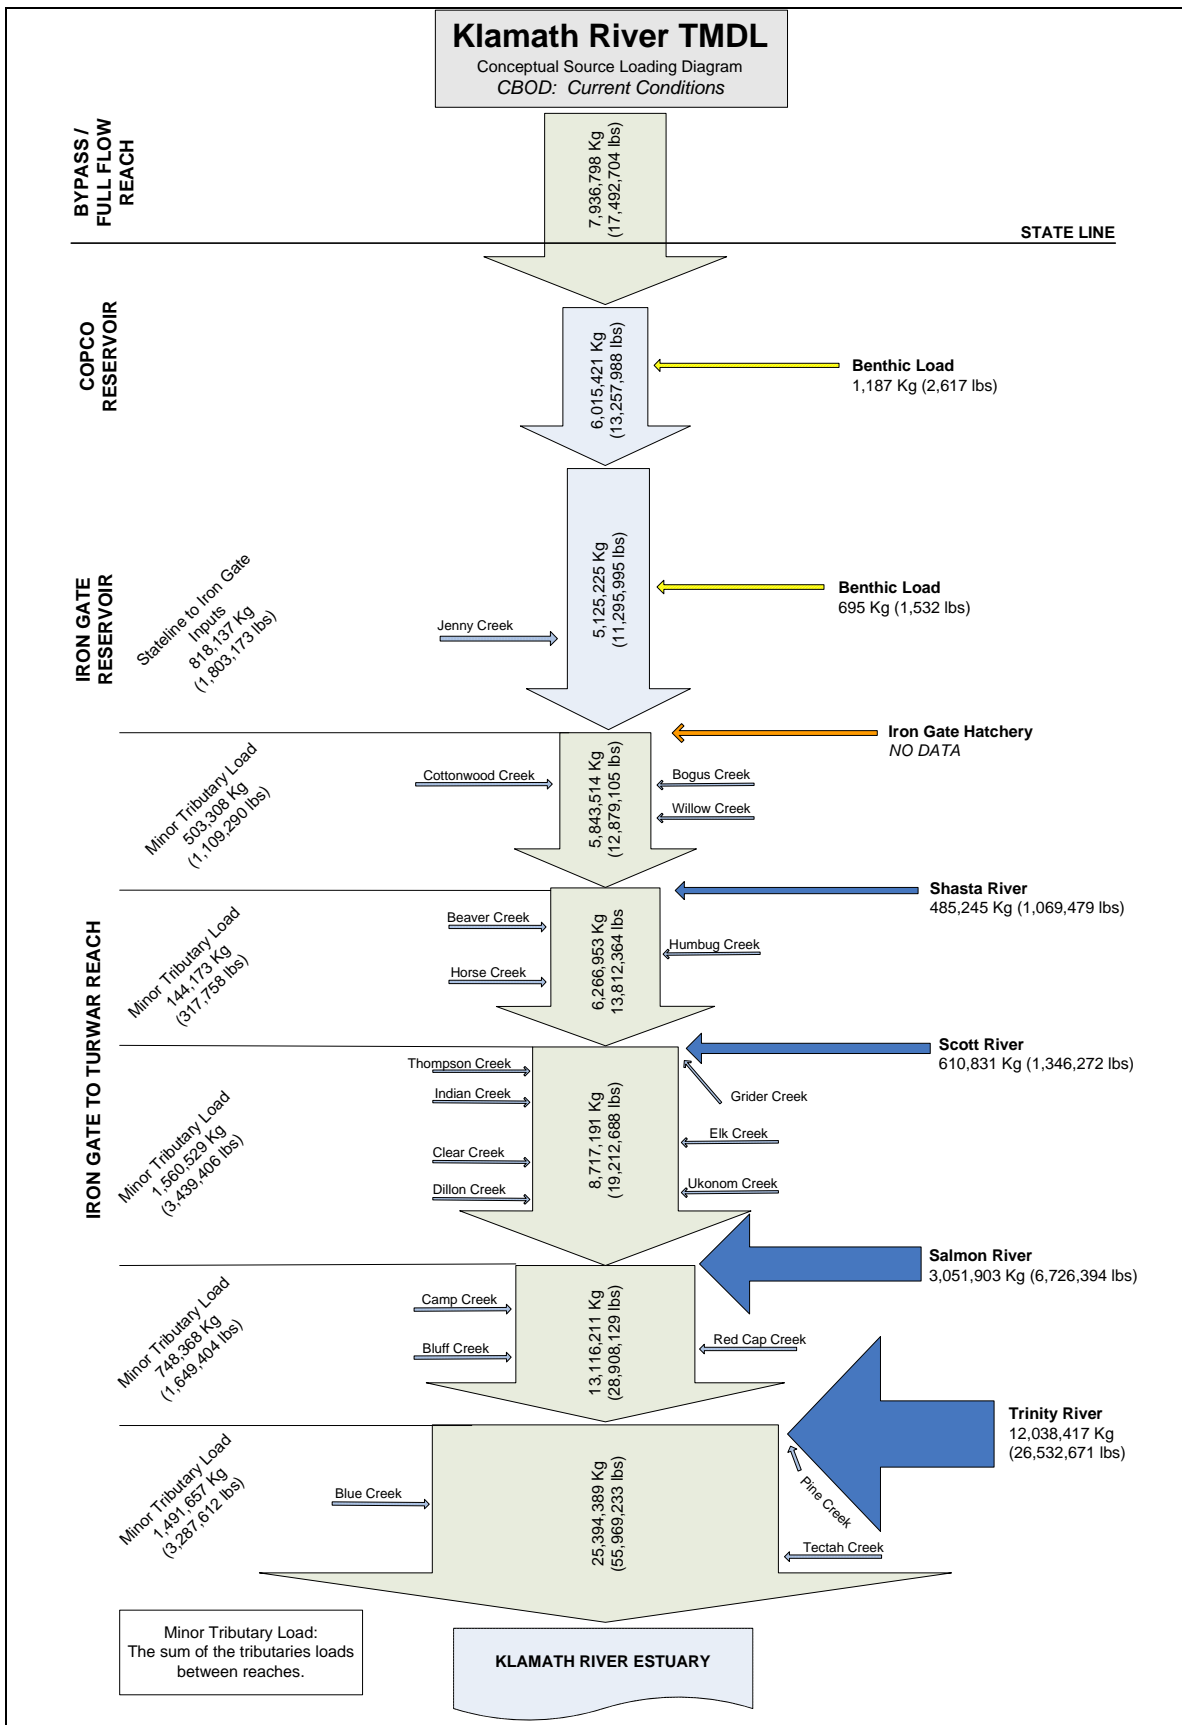 Klamath River TMDL
Conceptual Source Loading Diagram
CBOD: Current Conditions
BYPASS /
FULL FLOW
REACH
7,936,798 Kg
(17,492,704 lbs)
STATE LINE
COPCO
RESERVOIR
6,015,421 Kg
(13,257,988 lbs)
Benthic Load
1,187 Kg (2,617 lbs)
IRON GATE
RESERVOIR
Stateline to Iron Gate
Inputs
818,137 Kg
(1,803,173 lbs)
Jenny Creek
5,125,225 Kg
(11,295,995 lbs)
Benthic Load
695 Kg (1,532 lbs)
Iron Gate Hatchery
NO DATA
IRON GATE TO TURWAR REACH
Minor Tributary Load
503,308 Kg
(1,109,290 lbs)
Cottonwood Creek
5,843,514 Kg
(12,879,105 lbs)
Bogus Creek
Willow Creek
Shasta River
485,245 Kg (1,069,479 lbs)
Minor Tributary Load
144,173 Kg
(317,758 lbs)
Beaver Creek
Horse Creek
6,266,953 Kg
13,812,364 lbs
Humbug Creek
Scott River
610,831 Kg (1,346,272 lbs)
Minor Tributary Load
1,560,529 Kg
(3,439,406 lbs)
Thompson Creek
Indian Creek
Clear Creek
Dillon Creek
8,717,191 Kg
(19,212,688 lbs)
Grider Creek
Elk Creek
Ukonom Creek
Salmon River
3,051,903 Kg (6,726,394 lbs)
Minor Tributary Load
748,368 Kg
(1,649,404 lbs)
Camp Creek
Bluff Creek
13,116,211 Kg
(28,908,129 lbs)
Red Cap Creek
Trinity River
12,038,417 Kg
(26,532,671 lbs)
Minor Tributary Load
1,491,657 Kg
(3,287,612 lbs)
Blue Creek
25,394,389 Kg
(55,969,233 lbs)
Pine Creek
Tectah Creek
Minor Tributary Load:
The sum of the tributaries loads
between reaches.
KLAMATH RIVER ESTUARY